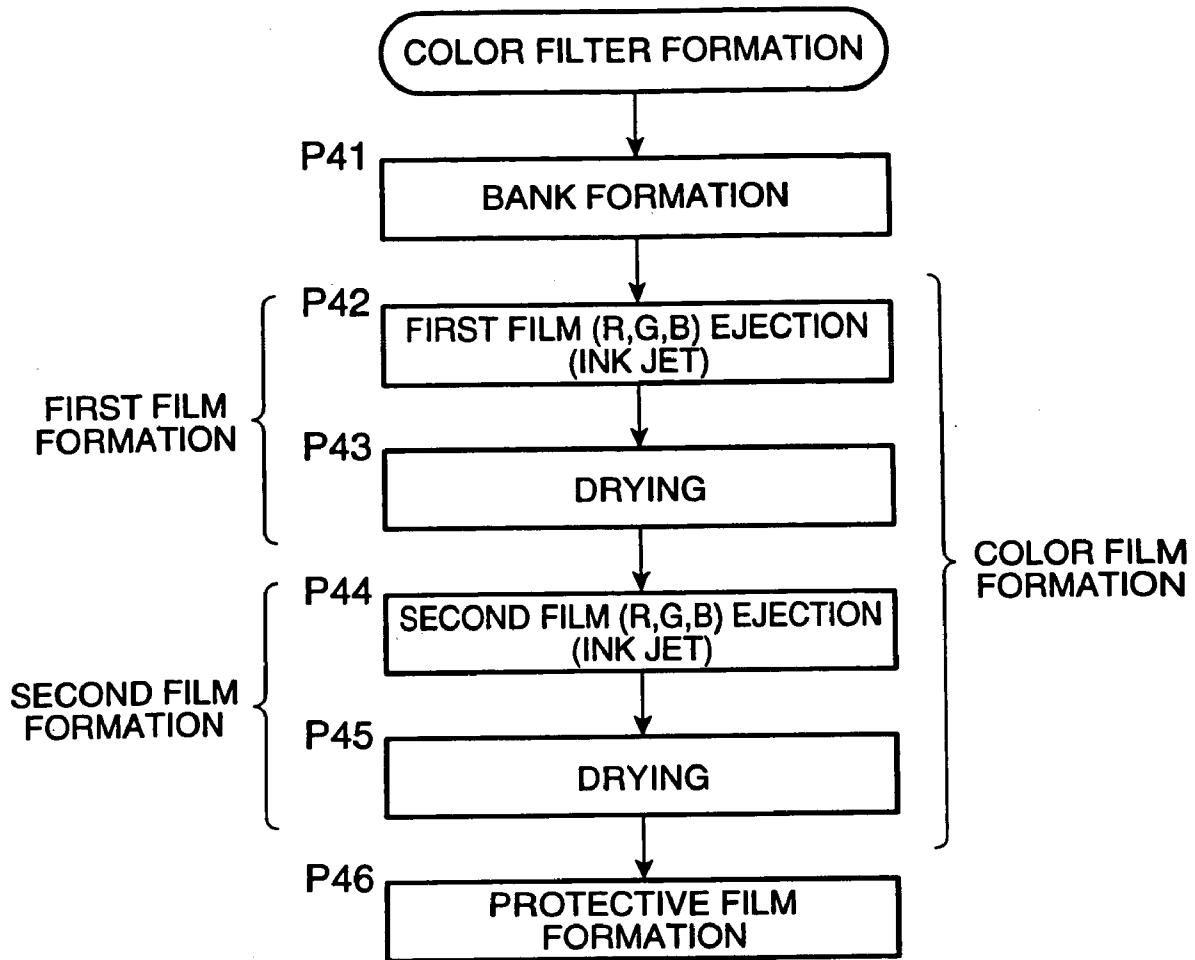 COLOR FILTER FORMATION
P41
BANK FORMATION
P42
FIRST FILM (R,G,B) EJECTION
(INK JET)
FIRST FILM
FORMATION
P43
DRYING
COLOR FILM
FORMATION
P44
SECOND FILM (R,G,B) EJECTION
(INK JET)
SECOND FILM
FORMATION
P45
DRYING
P46
PROTECTIVE FILM
FORMATION